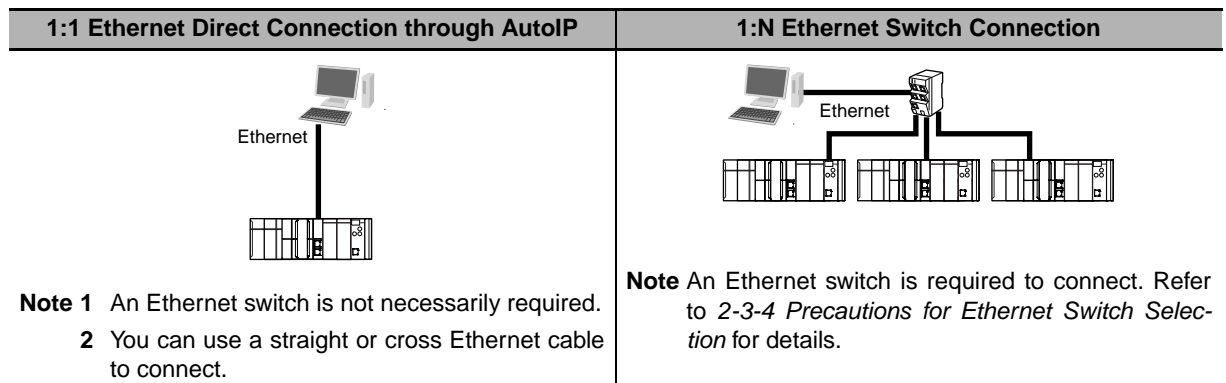 1:1 Ethernet Direct Connection through AutoIP
Ethernet
Note 1 An Ethernet switch is not necessarily required.
2 You can use a straight or cross Ethernet cable
to connect.
1:N Ethernet Switch Connection
Ethernet
Note An Ethernet switch is required to connect. Refer
to 2-3-4 Precautions for Ethernet Switch Selec-
tion for details.